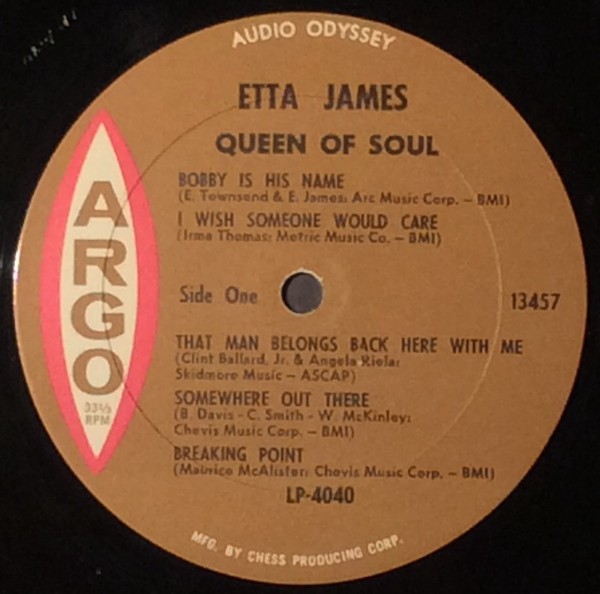 AUDIO ODYSSEY
ETTA JAMES
QUEEN OF SOUL
BOBBY IS HIS NAME
(E. Townsend & E. James: Arc Music Corp. – BMI)
I WISH SOMEONE WOULD CARE
(Irma Thomas: Metric Music Co. – BMI)
ARGO
33⅓
RPM
Side One
13457
THAT MAN BELONGS BACK HERE WITH ME
(Clint Ballard, Jr. & Angela Riela:
Skidmore Music – ASCAP)
SOMEWHERE OUT THERE
(B. Davis - C. Smith - W. McKinley:
Chevis Music Corp. – BMI)
BREAKING POINT
(Maurice McAlister: Chevis Music Corp. – BMI)
LP-4040
MFG. BY CHESS PRODUCING CORP.